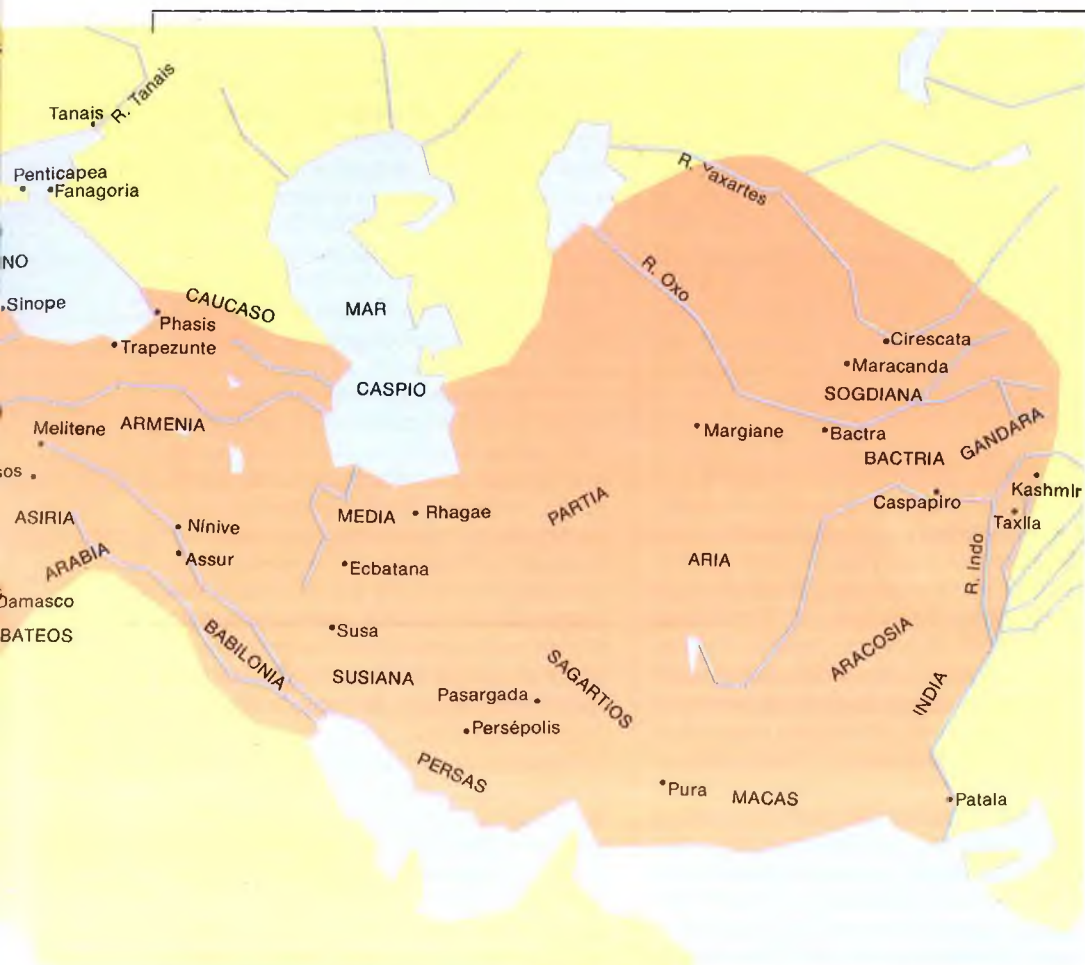 Tanais
R. Tanais
Penticapea
Fanagoria
NO
Sinope
CAUCASO
Phasis
Trapezunte
MAR
CASPIO
R. Yaxartes
R. Oxo
Cirescata
Maracanda
SOGDIANA
Margiane
Bactra
BACTRIA
GANDARA
Kashmir
Caspapiro
Taxila
R. Indo
Melitene
ARMENIA
sos
ASIRIA
ARABIA
Nínive
Assur
MEDIA
Rhagae
Ecbatana
PARTIA
ARIA
Damasco
BATEOS
BABILONIA
Susa
SUSIANA
Pasargada
SAGARTIOS
Persépolis
PERSAS
ARACOSIA
INDIA
Pura
MACAS
Patala